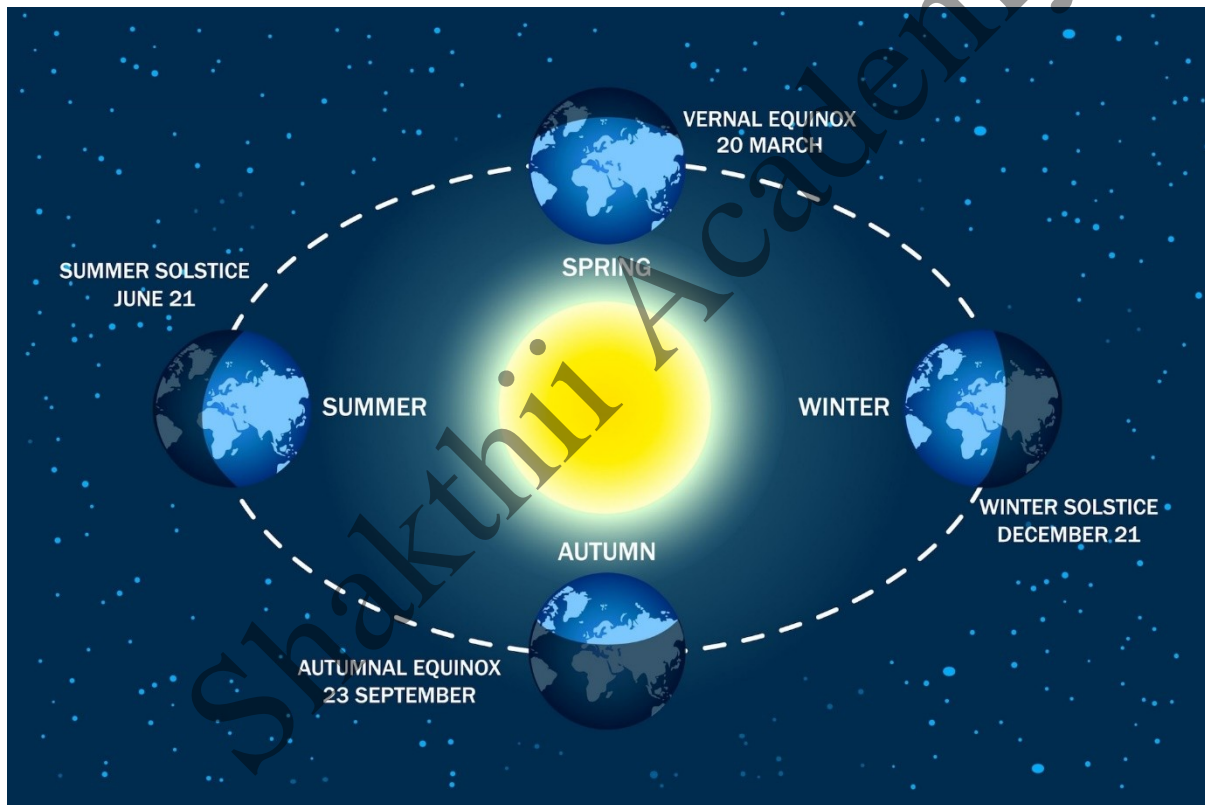 VERNAL EQUINOX
20 MARCH
SPRING
SUMMER SOLSTICE
JUNE 21
SUMMER
WINTER
WINTER SOLSTICE
DECEMBER 21
AUTUMN
AUTUMNAL EQUINOX
23 SEPTEMBER
Shakthii Academy